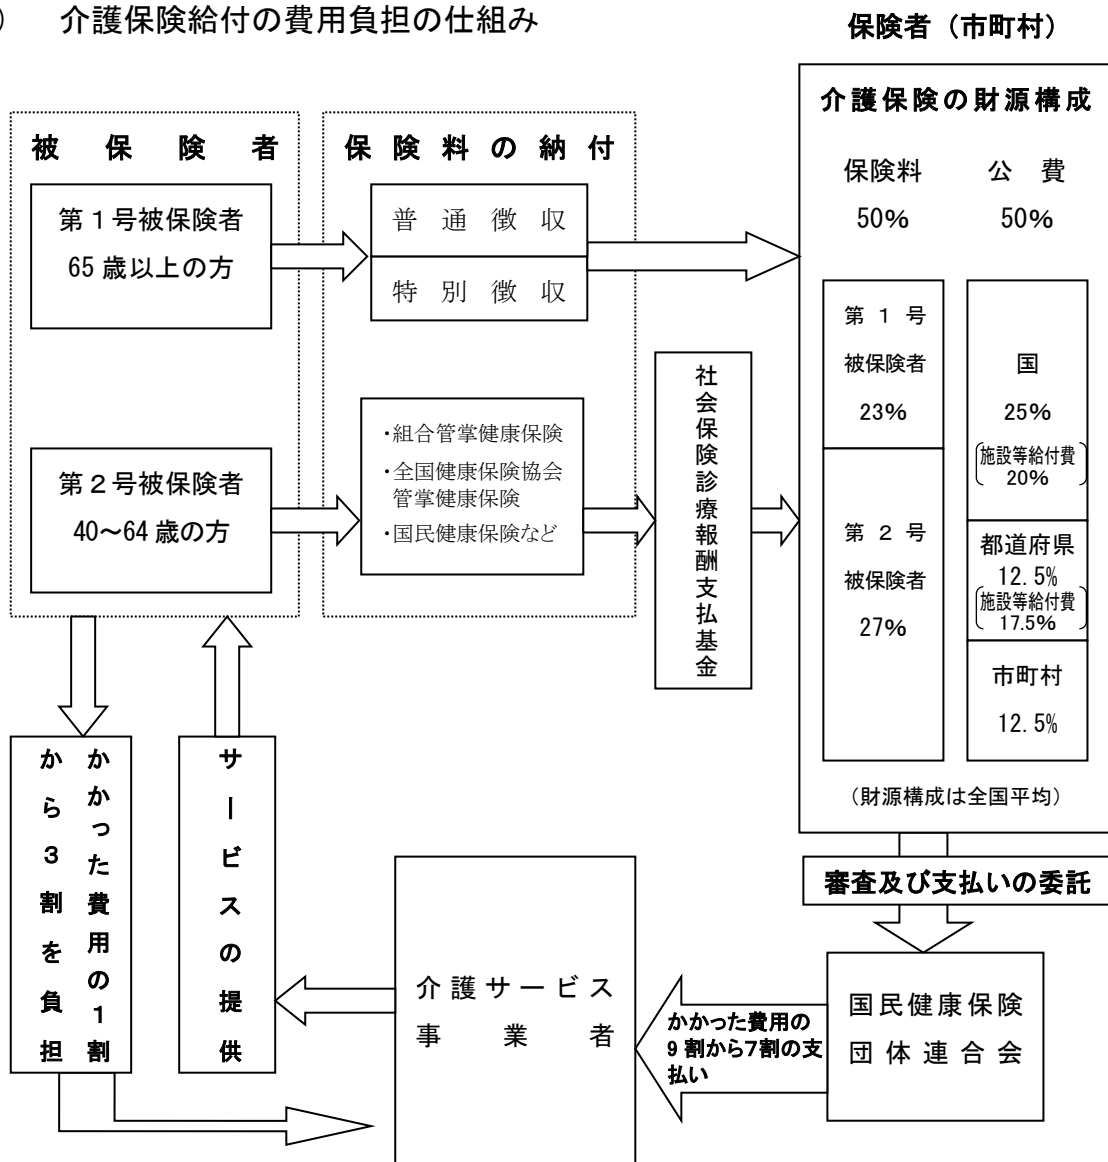 ) 介護保険給付の費用負担の仕組み
保険者（市町村）
介護保険の財源構成
保険料 公費
50% 50%
第１号
被保険者
23%
第２号
被保険者
27%
国
25%
施設等給付費
20%
都道府県
12.5%
施設等給付費
17.5%
市町村
12.5%
（財源構成は全国平均）
被保険者
第１号被保険者
65歳以上の方
第２号被保険者
40～64歳の方
保険料の納付
普通徴収
特別徴収
・組合管掌健康保険
・全国健康保険協会
管掌健康保険
・国民健康保険など
社会保険診療報酬支払基金
審査及び支払いの委託
国民健康保険
団体連合会
かかった費用の
９割から７割の支
払い
介護サービス
事業者
サービスの提供
かかった費用の１割
から３割を負担